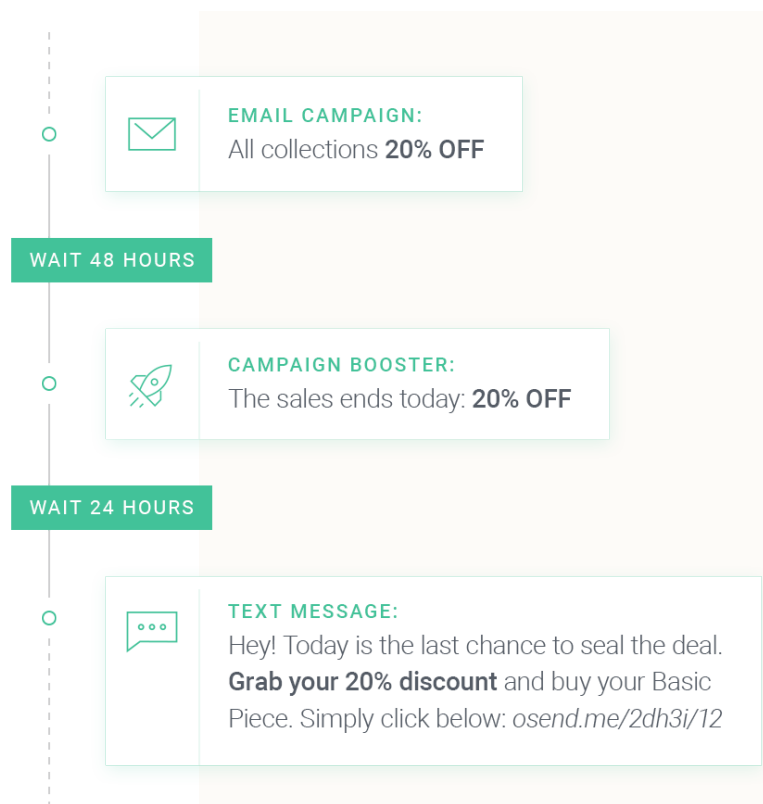 EMAIL CAMPAIGN:
All collections 20% OFF
WAIT 48 HOURS
CAMPAIGN BOOSTER:
The sales ends today: 20% OFF
WAIT 24 HOURS
TEXT MESSAGE:
Hey! Today is the last chance to seal the deal.
Grab your 20% discount and buy your Basic
Piece. Simply click below: osend.me/2dh3i/12